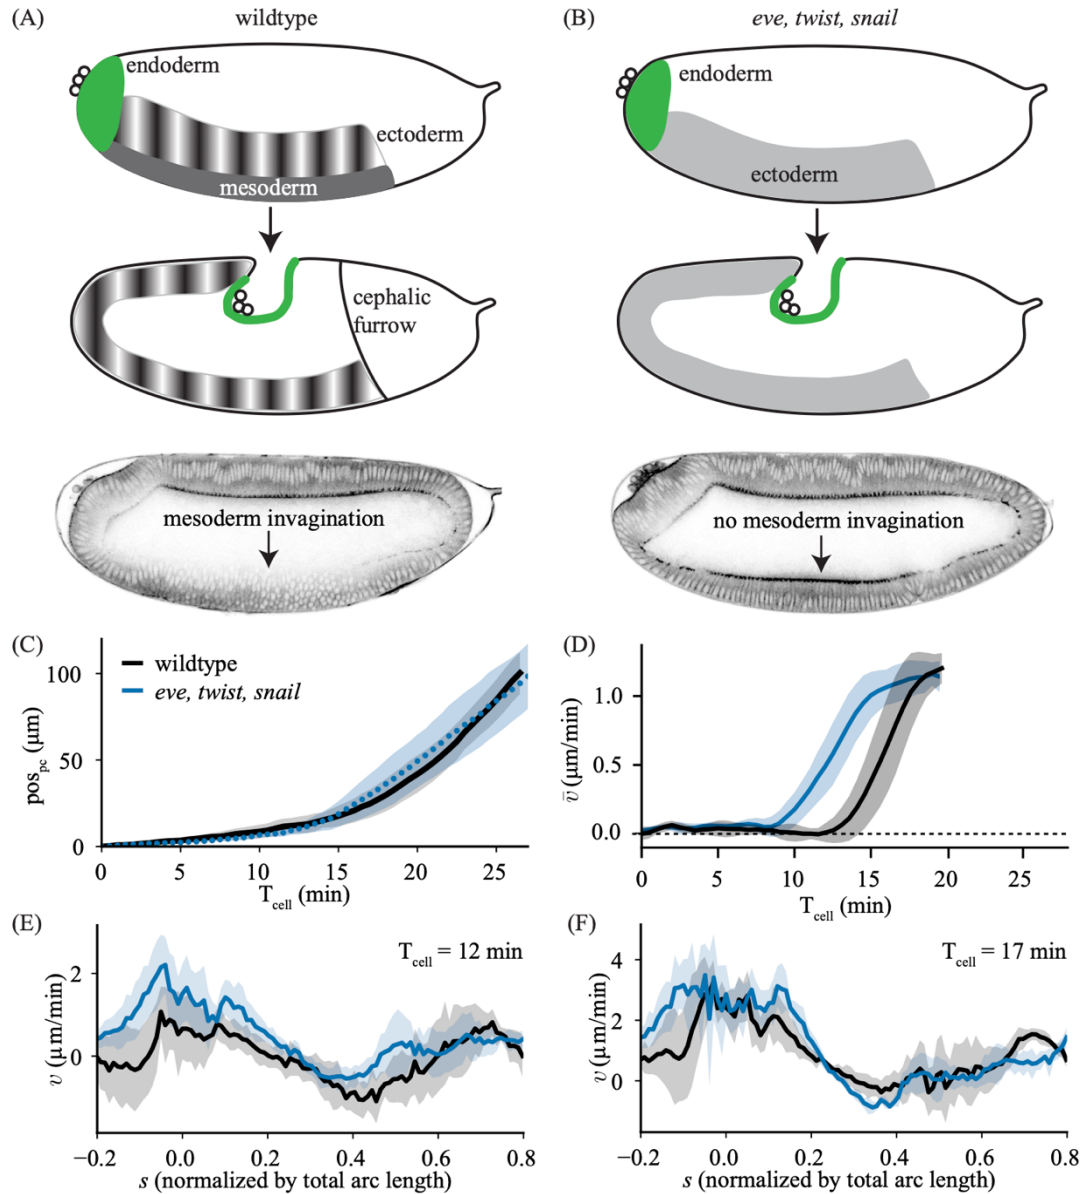 (A) wildtype
(B) eve, twist, snail
endoderm
ectoderm
mesoderm
cephalic
furrow
mesoderm invagination
endoderm
ectoderm
no mesoderm invagination
(C)
wildtype
eve, twist, snail
100
50
0
pos_pc (μm)
0 5 10 15 20 25
T_cell (min)
(D)
1.0
0.5
0.0
v̄ (μm/min)
0 5 10 15 20 25
T_cell (min)
(E)
T_cell = 12 min
2
0
v (μm/min)
−0.2 0.0 0.2 0.4 0.6 0.8
s (normalized by total arc length)
(F)
T_cell = 17 min
4
2
0
v (μm/min)
−0.2 0.0 0.2 0.4 0.6 0.8
s (normalized by total arc length)